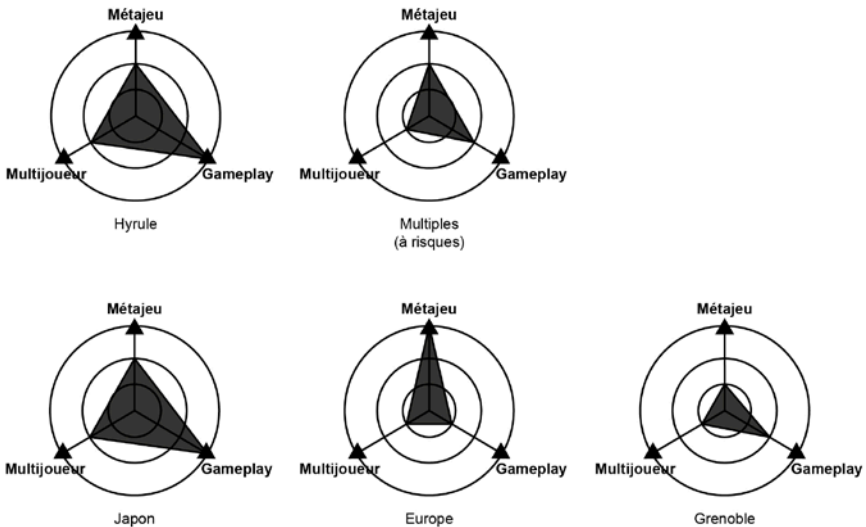 Métajeu
Métajeu
Multijoueur
Gameplay
Multijoueur
Gameplay
Hyrule
Multiples
(à risques)
Métajeu
Métajeu
Métajeu
Multijoueur
Gameplay
Multijoueur
Gameplay
Multijoueur
Gameplay
Japon
Europe
Grenoble